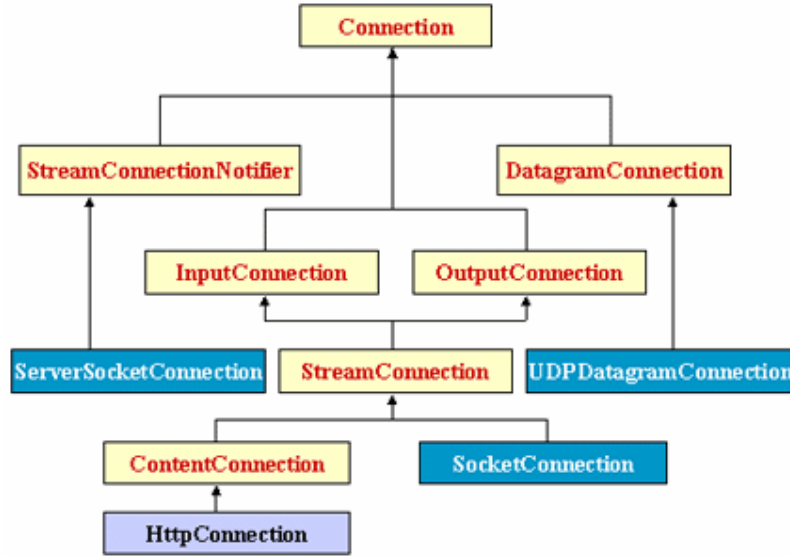 Connection
StreamConnectionNotifier
DatagramConnection
InputConnection
OutputConnection
ServerSocketConnection
StreamConnection
UDPDatagramConnection
ContentConnection
SocketConnection
HttpConnection